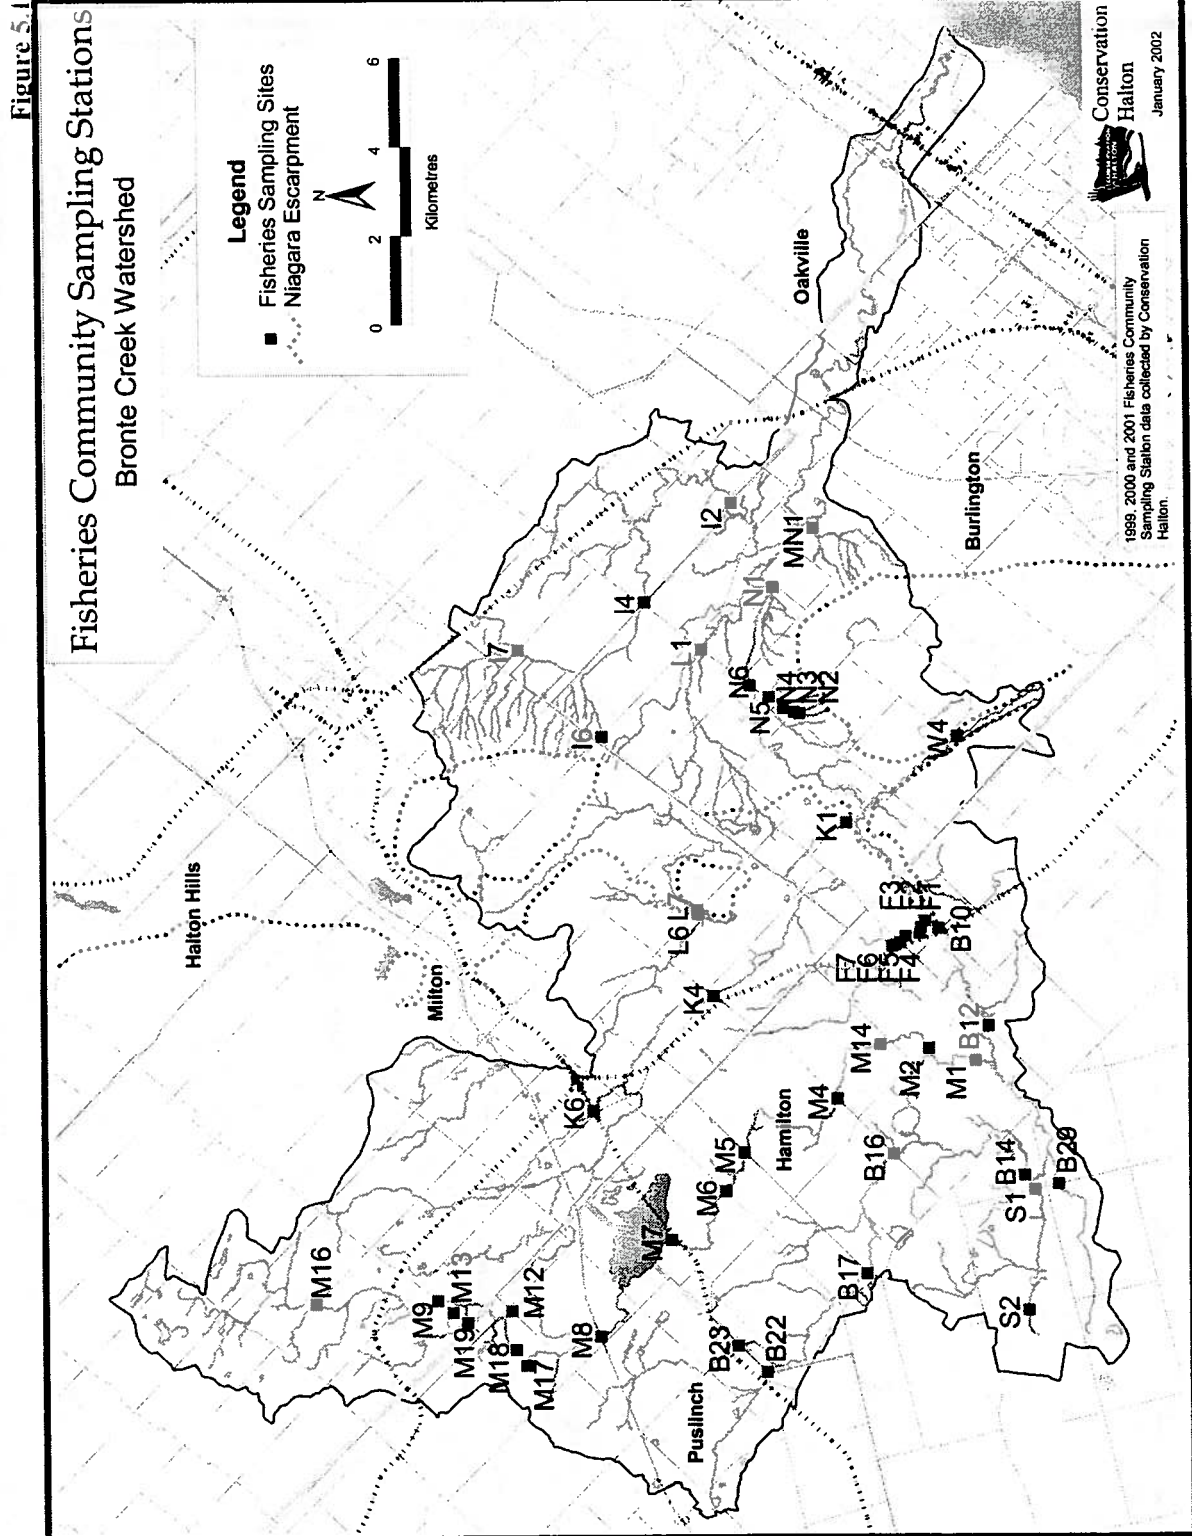 Figure 5.1
Fisheries Community Sampling Stations
Bronte Creek Watershed
Legend
Fisheries Sampling Sites
Niagara Escarpment
N
0 2 4 6
Kilometres
Halton Hills
Milton
Oakville
Burlington
Hamilton
Puslinch
M16
M9
M13
M19
M12
M18
M17
M8
M7
M6
M5
M4
M14
M2
M1
B12
B10
B16
B14
S1
B29
B17
S2
B23
B22
K6
K4
K1
L6
L7
L1
F7
F6
F5
F4
F3
F2
F1
W4
I6
I7
I4
I2
MN1
N1
N6
N5
N4
N3
N2
1999, 2000 and 2001 Fisheries Community
Sampling Station data collected by Conservation
Halton.
Conservation
Halton
January 2002